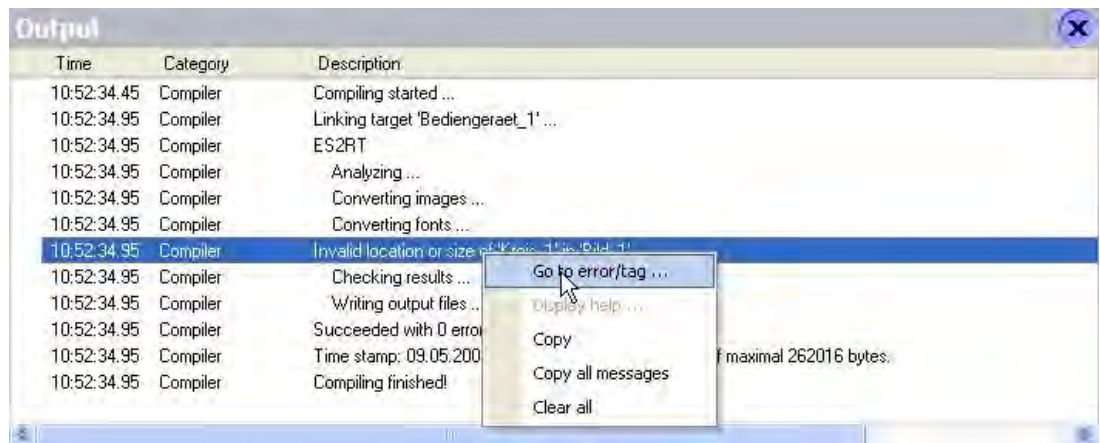 Output
Time Category Description
10:52:34.45 Compiler Compiling started ...
10:52:34.95 Compiler Linking target 'Bediengeraet_1' ...
10:52:34.95 Compiler ES2RT
10:52:34.95 Compiler Analyzing ...
10:52:34.95 Compiler Converting images ...
10:52:34.95 Compiler Converting fonts ...
10:52:34.95 Compiler Invalid location or size of 'Kreis_1' in 'Bild_1'
10:52:34.95 Compiler Checking results ...
10:52:34.95 Compiler Writing output files ..
10:52:34.95 Compiler Succeeded with 0 error
10:52:34.95 Compiler Time stamp: 09.05.200 f maximal 262016 bytes.
10:52:34.95 Compiler Compiling finished!
Go to error/tag ...
Display help ...
Copy
Copy all messages
Clear all